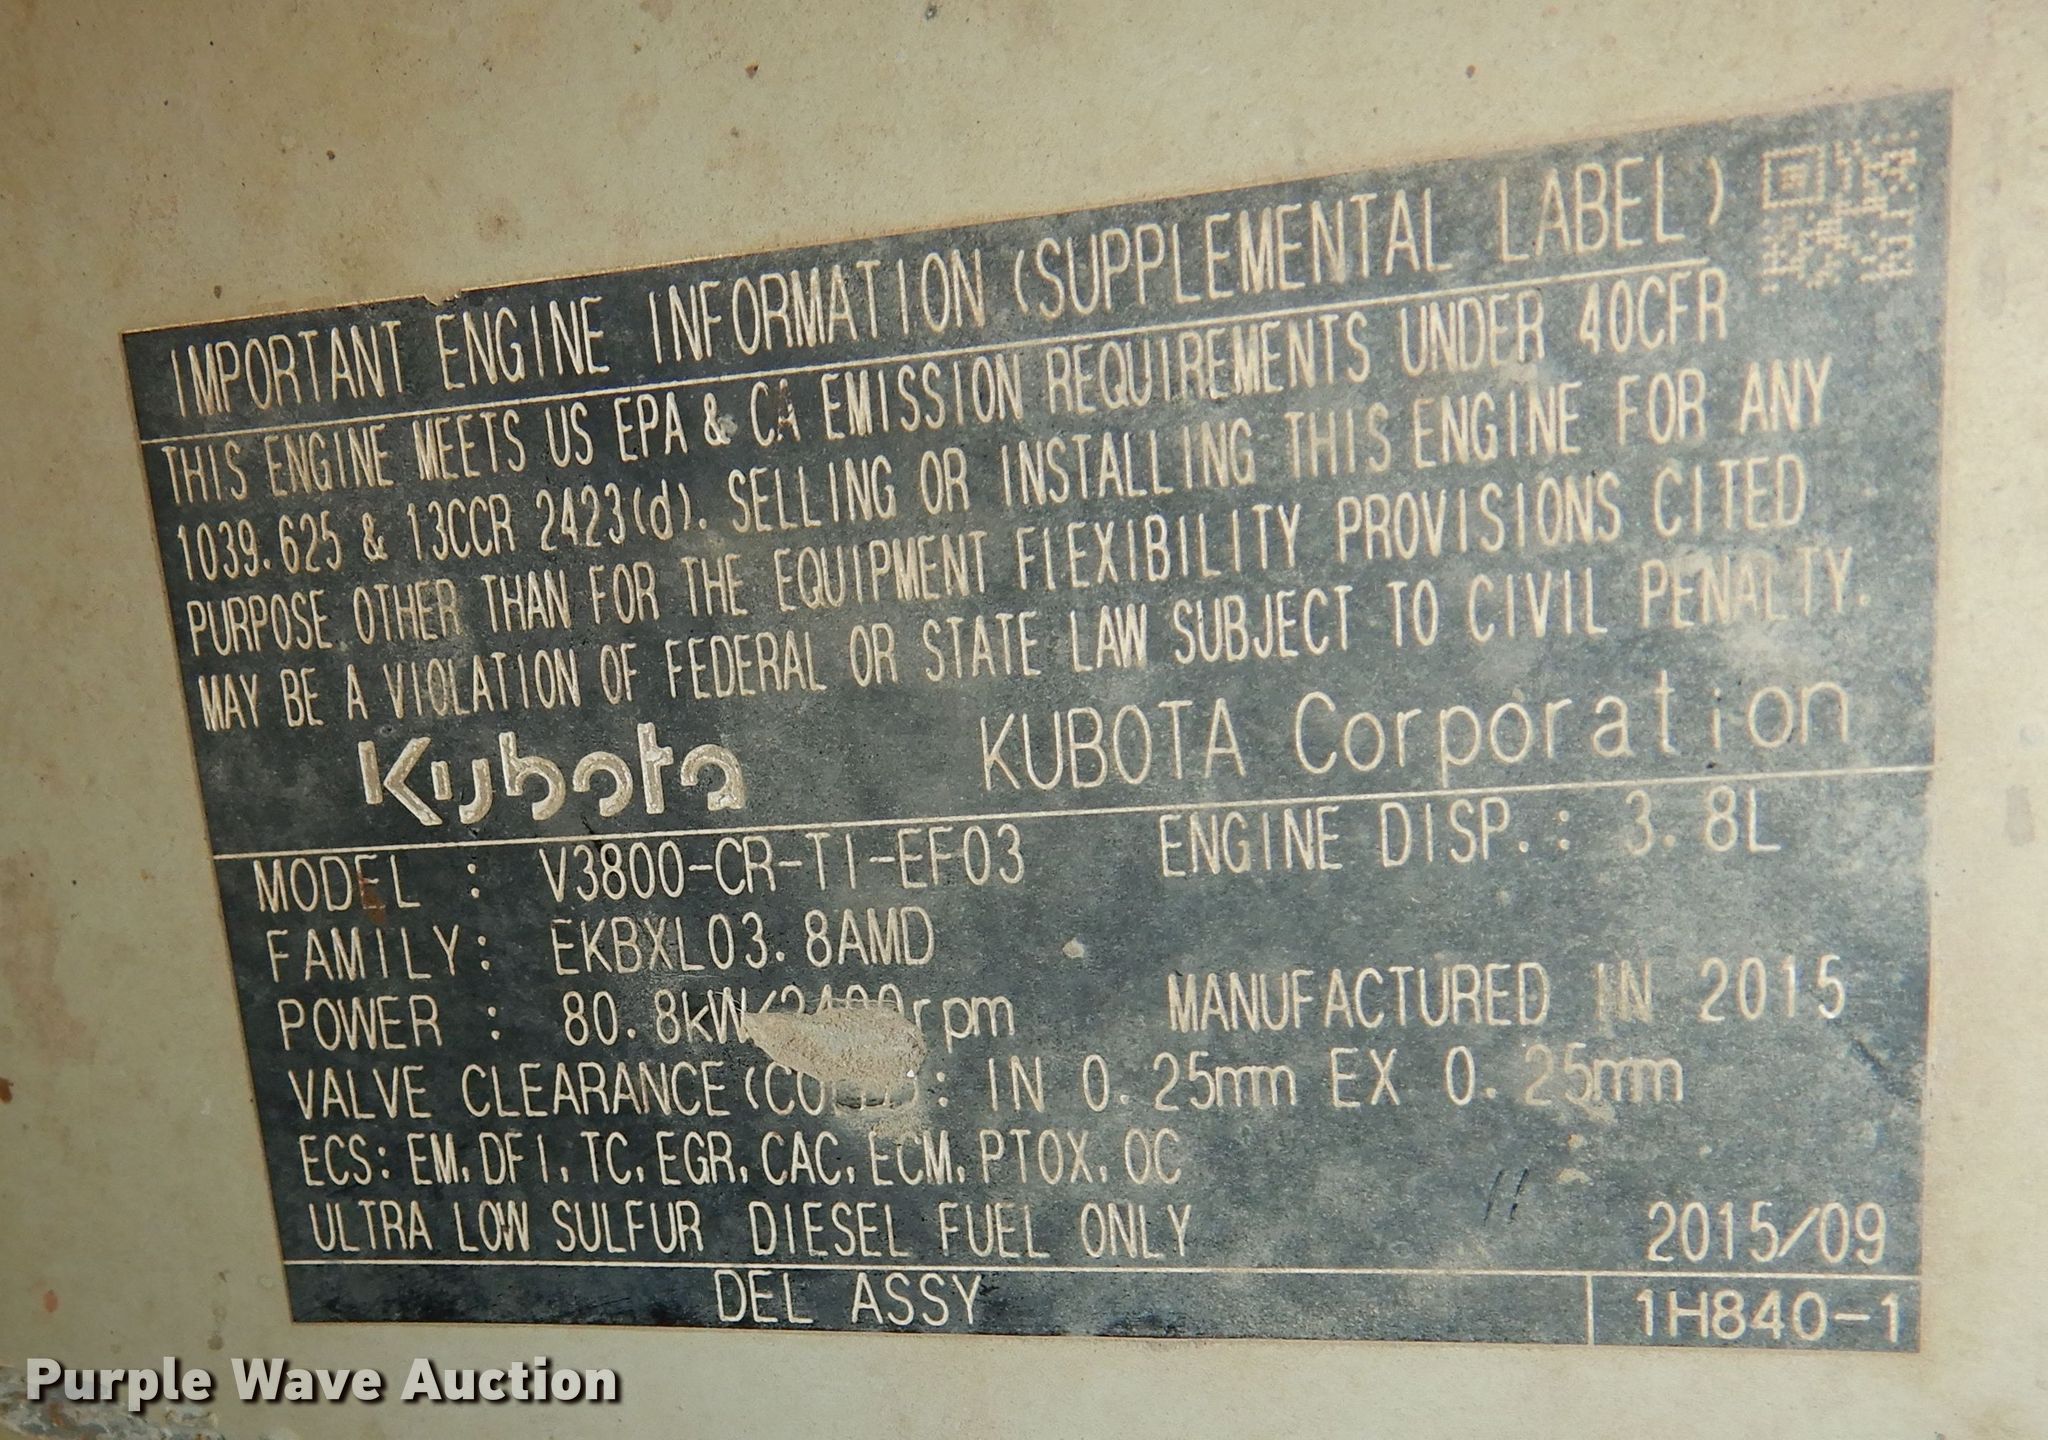 IMPORTANT ENGINE INFORMATION (SUPPLEMENTAL LABEL)
THIS ENGINE MEETS US EPA & CA EMISSION REQUIREMENTS UNDER 40CFR
1039.625 & 13CCR 2423(d). SELLING OR INSTALLING THIS ENGINE FOR ANY
PURPOSE OTHER THAN FOR THE EQUIPMENT FLEXIBILITY PROVISIONS CITED
MAY BE A VIOLATION OF FEDERAL OR STATE LAW SUBJECT TO CIVIL PENALTY.
Kubota KUBOTA Corporation
MODEL : V3800-CR-TI-EF03 ENGINE DISP.: 3.8L
FAMILY: EKBXL03.8AMD
POWER : 80.8kW/2400rpm MANUFACTURED IN 2015
VALVE CLEARANCE : IN 0.25mm EX 0.25mm
ECS: EM, DFI, TC, EGR, CAC, ECM, PTOX, OC
ULTRA LOW SULFUR DIESEL FUEL ONLY 2015/09
DEL ASSY 1H840-1
Purple Wave Auction